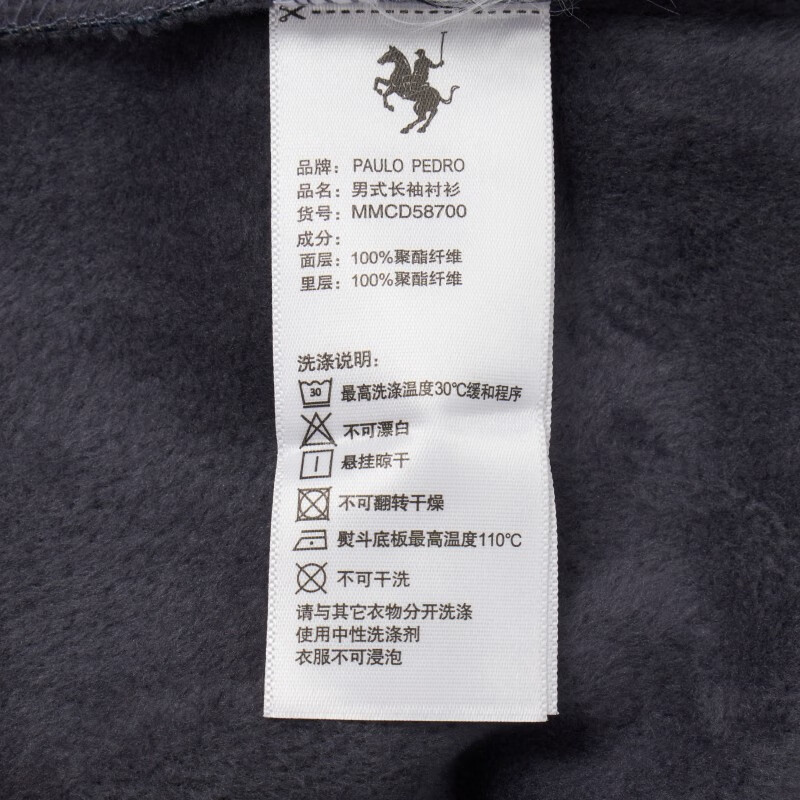 品牌： PAULO PEDRO
品名：男式长袖衬衫
货号：MMCD58700
成分：
面层：100%聚酯纤维
里层：100%聚酯纤维
洗涤说明：
30 最高洗涤温度30℃缓和程序
不可漂白
悬挂晾干
不可翻转干燥
熨斗底板最高温度110℃
不可干洗
请与其它衣物分开洗涤
使用中性洗涤剂
衣服不可浸泡